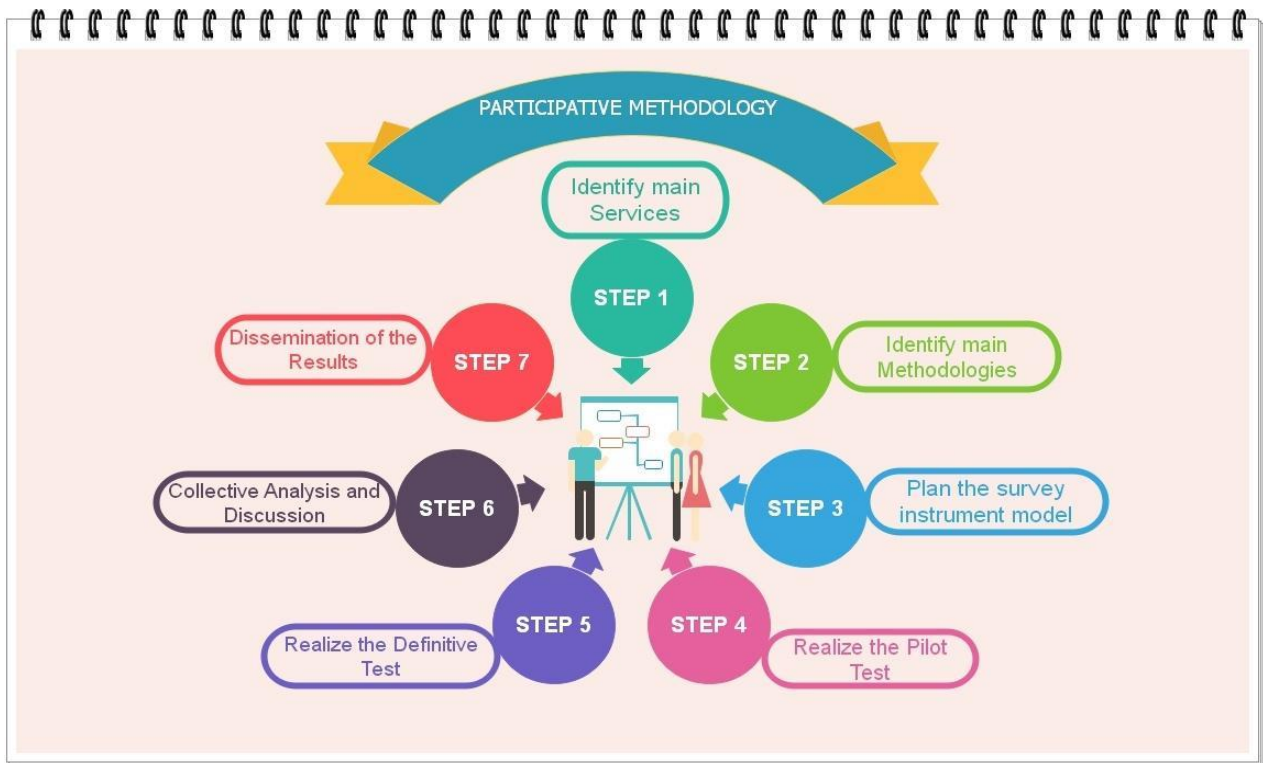 PARTICIPATIVE METHODOLOGY
Identify main
Services
STEP 1
Identify main
Methodologies
STEP 2
Plan the survey
instrument model
STEP 3
Realize the Pilot
Test
STEP 4
Realize the Definitive
Test
STEP 5
Collective Analysis and
Discussion
STEP 6
Dissemination of the
Results
STEP 7